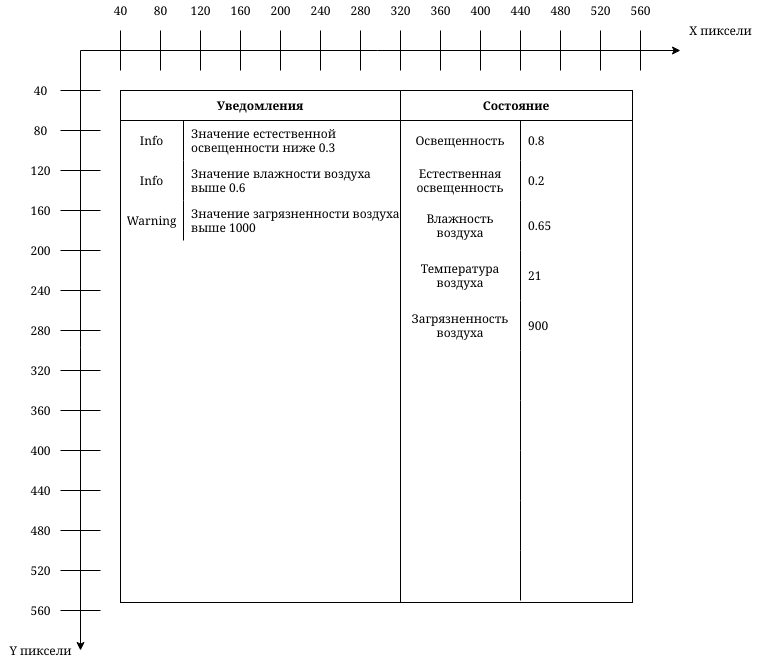 40 80 120 160 200 240 280 320 360 400 440 480 520 560
X пиксели
40
80
120
160
200
240
280
320
360
400
440
480
520
560
Y пиксели
Уведомления
Info
Значение естественной
освещенности ниже 0.3
Info
Значение влажности воздуха
выше 0.6
Warning
Значение загрязненности воздуха
выше 1000
Состояние
Освещенность
0.8
Естественная
освещенность
0.2
Влажность
воздуха
0.65
Температура
воздуха
21
Загрязненность
воздуха
900